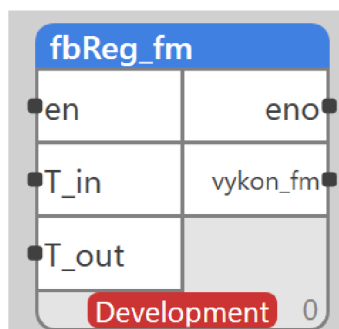 fbReg_fm
en eno
T_in vykon_fm
T_out
Development 0